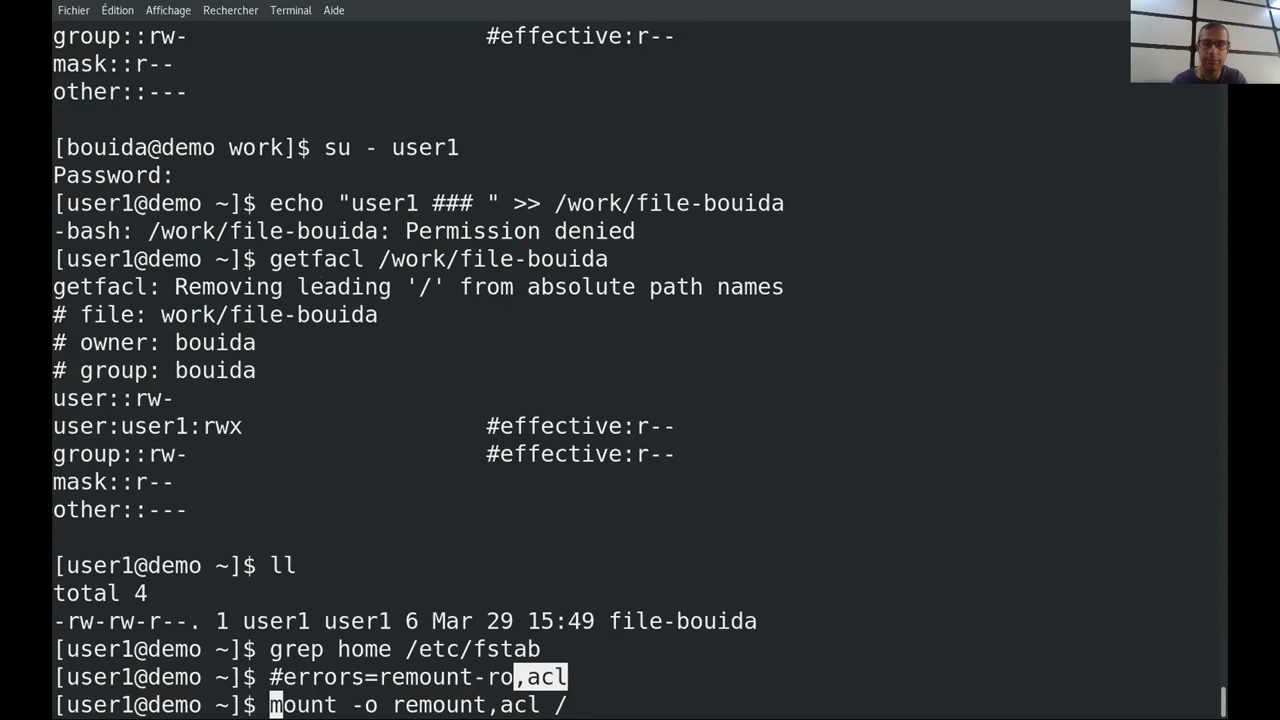 Fichier Édition Affichage Rechercher Terminal Aide
group::rw- #effective:r--
mask::r--
other::---
[bouida@demo work]$ su - user1
Password:
[user1@demo ~]$ echo "user1 ### " >> /work/file-bouida
-bash: /work/file-bouida: Permission denied
[user1@demo ~]$ getfacl /work/file-bouida
getfacl: Removing leading '/' from absolute path names
# file: work/file-bouida
# owner: bouida
# group: bouida
user::rw-
user:user1:rwx #effective:r--
group::rw- #effective:r--
mask::r--
other::---
[user1@demo ~]$ ll
total 4
-rw-rw-r--. 1 user1 user1 6 Mar 29 15:49 file-bouida
[user1@demo ~]$ grep home /etc/fstab
[user1@demo ~]$ #errors=remount-ro,acl
[user1@demo ~]$ mount -o remount,acl /